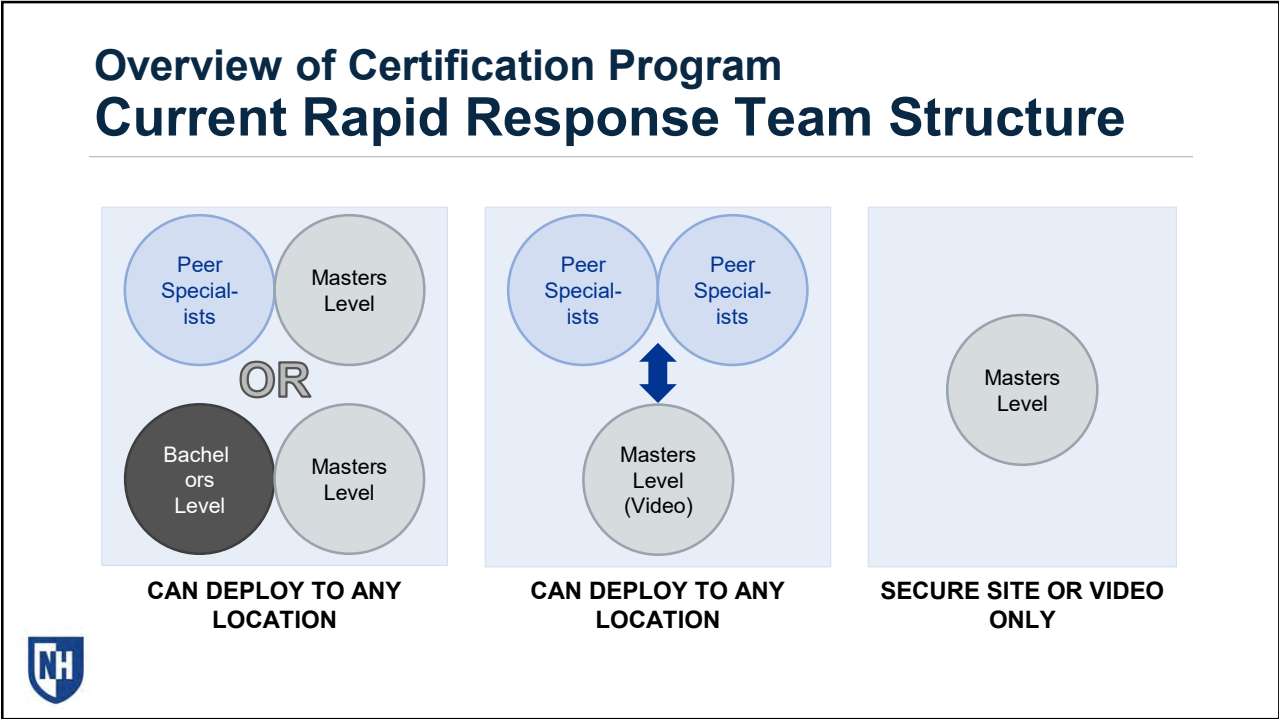 Overview of Certification Program
Current Rapid Response Team Structure
Peer
Special-
ists
Masters
Level
OR
Bachel
ors
Level
Masters
Level
CAN DEPLOY TO ANY
LOCATION
Peer
Special-
ists
Peer
Special-
ists
Masters
Level
(Video)
CAN DEPLOY TO ANY
LOCATION
Masters
Level
SECURE SITE OR VIDEO
ONLY
NH